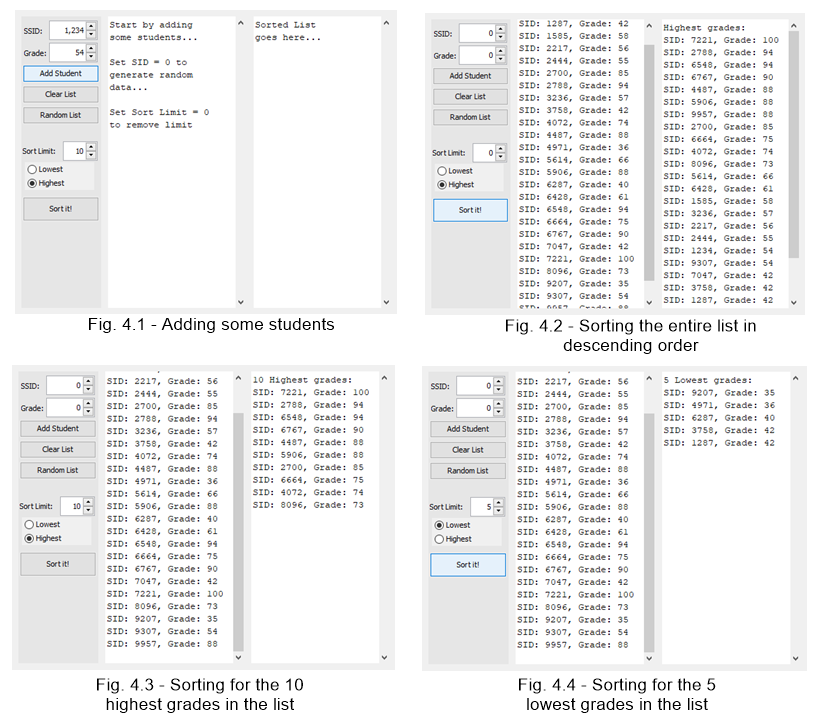 SSID:
1,234
Grade:
54
Add Student
Clear List
Random List
Sort Limit:
10
Lowest
Highest
Sort it!
Start by adding
some students...
Set SID = 0 to
generate random
data...
Set Sort Limit = 0
to remove limit
Sorted List
goes here...
Fig. 4.1 - Adding some students
SSID:
0
Grade:
0
Add Student
Clear List
Random List
Sort Limit:
0
Lowest
Highest
Sort it!
SID: 1287, Grade: 42
SID: 1585, Grade: 58
SID: 2217, Grade: 56
SID: 2444, Grade: 55
SID: 2700, Grade: 85
SID: 2788, Grade: 94
SID: 3236, Grade: 57
SID: 3758, Grade: 42
SID: 4072, Grade: 74
SID: 4487, Grade: 88
SID: 4971, Grade: 36
SID: 5614, Grade: 66
SID: 5906, Grade: 88
SID: 6287, Grade: 40
SID: 6428, Grade: 61
SID: 6548, Grade: 94
SID: 6664, Grade: 75
SID: 6767, Grade: 90
SID: 7047, Grade: 42
SID: 7221, Grade: 100
SID: 8096, Grade: 73
SID: 9207, Grade: 35
SID: 9307, Grade: 54
SID: 9957, Grade: 88
Highest grades:
SID: 7221, Grade: 100
SID: 2788, Grade: 94
SID: 6548, Grade: 94
SID: 6767, Grade: 90
SID: 4487, Grade: 88
SID: 5906, Grade: 88
SID: 9957, Grade: 88
SID: 2700, Grade: 85
SID: 6664, Grade: 75
SID: 4072, Grade: 74
SID: 8096, Grade: 73
SID: 5614, Grade: 66
SID: 6428, Grade: 61
SID: 1585, Grade: 58
SID: 3236, Grade: 57
SID: 2217, Grade: 56
SID: 2444, Grade: 55
SID: 1234, Grade: 54
SID: 9307, Grade: 54
SID: 7047, Grade: 42
SID: 3758, Grade: 42
SID: 1287, Grade: 42
Fig. 4.2 - Sorting the entire list in
descending order
SSID:
0
Grade:
0
Add Student
Clear List
Random List
Sort Limit:
10
Lowest
Highest
Sort it!
SID: 2217, Grade: 56
SID: 2444, Grade: 55
SID: 2700, Grade: 85
SID: 2788, Grade: 94
SID: 3236, Grade: 57
SID: 3758, Grade: 42
SID: 4072, Grade: 74
SID: 4487, Grade: 88
SID: 4971, Grade: 36
SID: 5614, Grade: 66
SID: 5906, Grade: 88
SID: 6287, Grade: 40
SID: 6428, Grade: 61
SID: 6548, Grade: 94
SID: 6664, Grade: 75
SID: 6767, Grade: 90
SID: 7047, Grade: 42
SID: 7221, Grade: 100
SID: 8096, Grade: 73
SID: 9207, Grade: 35
SID: 9307, Grade: 54
SID: 9957, Grade: 88
10 Highest grades:
SID: 7221, Grade: 100
SID: 2788, Grade: 94
SID: 6548, Grade: 94
SID: 6767, Grade: 90
SID: 4487, Grade: 88
SID: 5906, Grade: 88
SID: 2700, Grade: 85
SID: 6664, Grade: 75
SID: 4072, Grade: 74
SID: 8096, Grade: 73
Fig. 4.3 - Sorting for the 10
highest grades in the list
SSID:
0
Grade:
0
Add Student
Clear List
Random List
Sort Limit:
5
Lowest
Highest
Sort it!
SID: 2217, Grade: 56
SID: 2444, Grade: 55
SID: 2700, Grade: 85
SID: 2788, Grade: 94
SID: 3236, Grade: 57
SID: 3758, Grade: 42
SID: 4072, Grade: 74
SID: 4487, Grade: 88
SID: 4971, Grade: 36
SID: 5614, Grade: 66
SID: 5906, Grade: 88
SID: 6287, Grade: 40
SID: 6428, Grade: 61
SID: 6548, Grade: 94
SID: 6664, Grade: 75
SID: 6767, Grade: 90
SID: 7047, Grade: 42
SID: 7221, Grade: 100
SID: 8096, Grade: 73
SID: 9207, Grade: 35
SID: 9307, Grade: 54
SID: 9957, Grade: 88
5 Lowest grades:
SID: 9207, Grade: 35
SID: 4971, Grade: 36
SID: 6287, Grade: 40
SID: 3758, Grade: 42
SID: 1287, Grade: 42
Fig. 4.4 - Sorting for the 5
lowest grades in the list